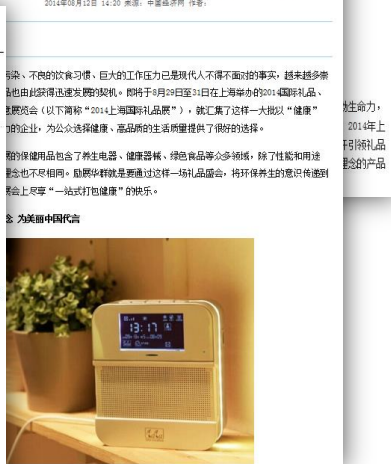 2014年08月12日 14:20 来源：中国经济网 作者：
污染、不良的饮食习惯、巨大的工作压力已是现代人不得不面对的事实，越来越多崇
品也由此获得迅速发展的契机。即将于8月29日至31日在上海举办的2014国际礼品、
览会（以下简称“2014上海国际礼品展”），就汇集了这样一大批以“健康”
力的企业，为公众选择健康、高品质的生活质量提供了很好的选择。
的保健用品包含了养生电器、健康器械、绿色食品等众多领域，除了性能和用途
理念也不尽相同。励展华群就是要通过这样一场礼品盛会，将环保养生的意识传递到
展会上尽享“一站式打包健康”的快乐。
念 为美丽中国代言
13:17
生命力，
2014年上
引领礼品
理念的产品